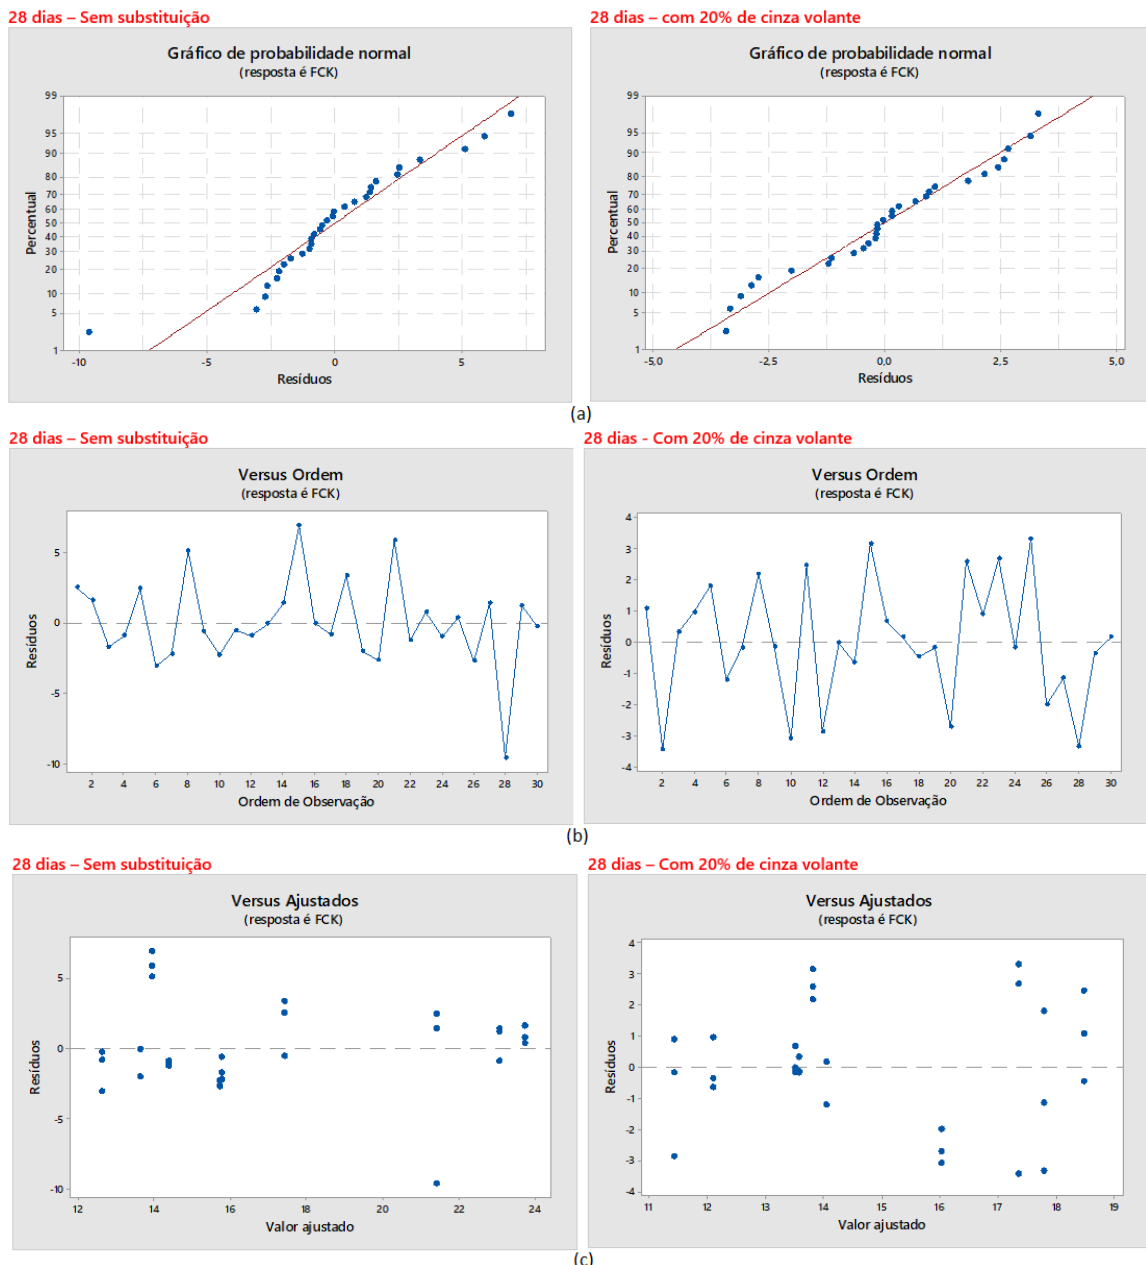 28 dias – Sem substituição
28 dias – com 20% de cinza volante
Gráfico de probabilidade normal
(resposta é FCK)
99
95
90
80
70
60
50
40
30
20
10
5
1
Percentual
-10
-5
0
5
Resíduos
Gráfico de probabilidade normal
(resposta é FCK)
99
95
90
80
70
60
50
40
30
20
10
5
1
Percentual
-5,0
-2,5
0,0
2,5
5,0
Resíduos
(a)
28 dias – Sem substituição
28 dias - Com 20% de cinza volante
Versus Ordem
(resposta é FCK)
5
0
-5
-10
Resíduos
2 4 6 8 10 12 14 16 18 20 22 24 26 28 30
Ordem de Observação
Versus Ordem
(resposta é FCK)
4
3
2
1
0
-1
-2
-3
-4
Resíduos
2 4 6 8 10 12 14 16 18 20 22 24 26 28 30
Ordem de Observação
(b)
28 dias – Sem substituição
28 dias – Com 20% de cinza volante
Versus Ajustados
(resposta é FCK)
5
0
-5
-10
Resíduos
12 14 16 18 20 22 24
Valor ajustado
Versus Ajustados
(resposta é FCK)
4
3
2
1
0
-1
-2
-3
-4
Resíduos
11 12 13 14 15 16 17 18 19
Valor ajustado
(c)